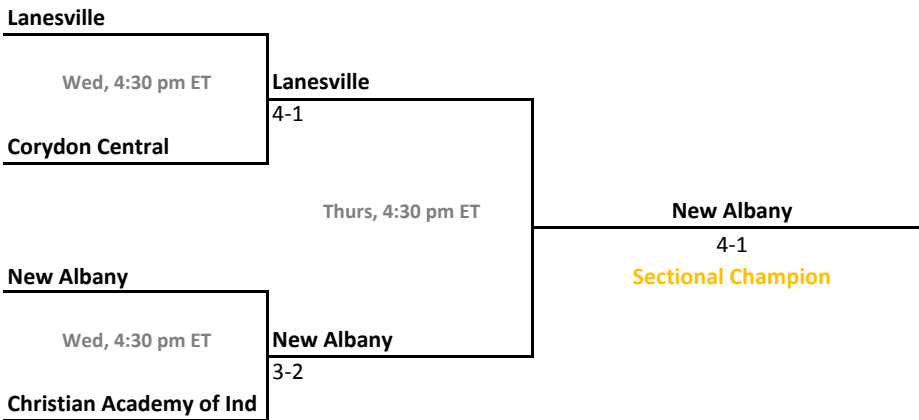 Lanesville
Wed, 4:30 pm ET
Lanesville
4-1
Corydon Central
Thurs, 4:30 pm ET
New Albany
4-1
Sectional Champion
New Albany
Wed, 4:30 pm ET
New Albany
3-2
Christian Academy of Ind